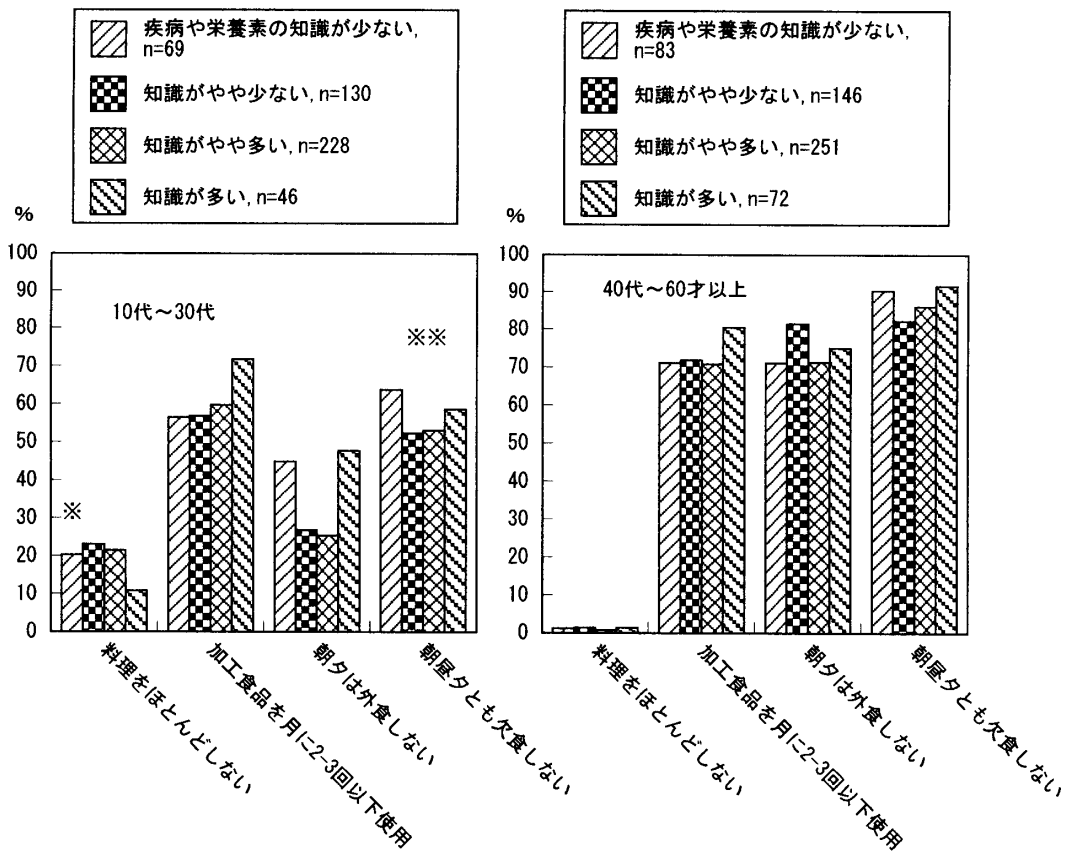 疾病や栄養素の知識が少ない,
n=69
知識がやや少ない, n=130
知識がやや多い, n=228
知識が多い, n=46
疾病や栄養素の知識が少ない,
n=83
知識がやや少ない, n=146
知識がやや多い, n=251
知識が多い, n=72
%
100
90
80
70
60
50
40
30
20
10
0
10代～30代
※
※※
料理をほとんどしない
加工食品を月に2-3回以下使用
朝夕は外食しない
朝昼夕とも欠食しない
%
100
90
80
70
60
50
40
30
20
10
0
40代～60才以上
料理をほとんどしない
加工食品を月に2-3回以下使用
朝夕は外食しない
朝昼夕とも欠食しない